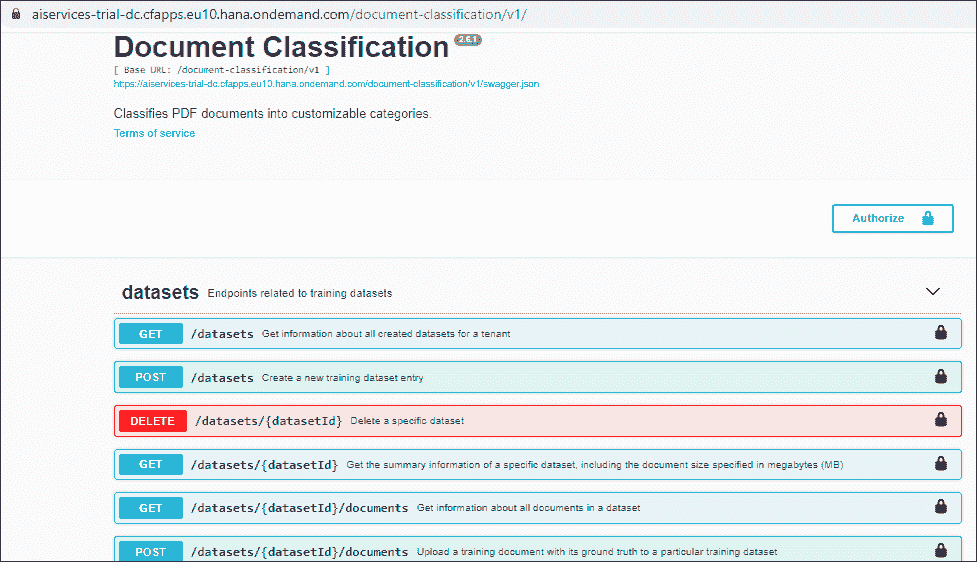 aiservices-trial-dc.cfapps.eu10.hana.ondemand.com/document-classification/v1/
Document Classification 2.6.1
[ Base URL: /document-classification/v1 ]
https://aiservices-trial-dc.cfapps.eu10.hana.ondemand.com/document-classification/v1/swagger.json
Classifies PDF documents into customizable categories.
Terms of service
Authorize
datasets Endpoints related to training datasets
GET /datasets Get information about all created datasets for a tenant
POST /datasets Create a new training dataset entry
DELETE /datasets/{datasetId} Delete a specific dataset
GET /datasets/{datasetId} Get the summary information of a specific dataset, including the document size specified in megabytes (MB)
GET /datasets/{datasetId}/documents Get information about all documents in a dataset
POST /datasets/{datasetId}/documents Upload a training document with its ground truth to a particular training dataset